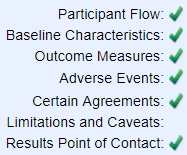 Participant Flow:
Baseline Characteristics:
Outcome Measures:
Adverse Events:
Certain Agreements:
Limitations and Caveats:
Results Point of Contact: